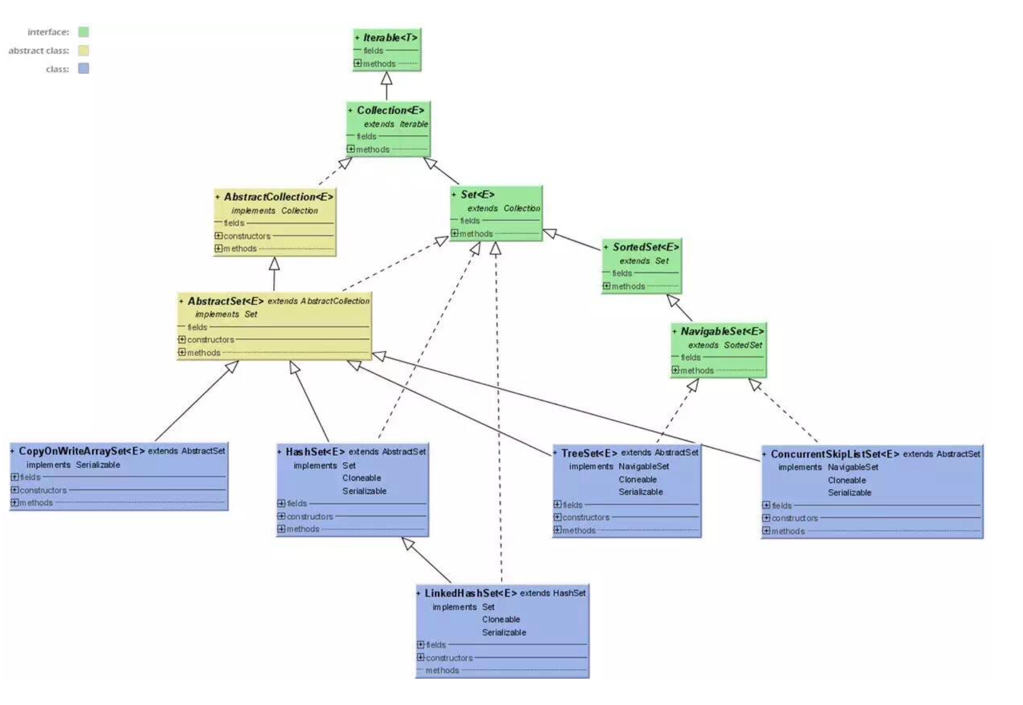 interface:
abstract class:
class:
+ Iterable<T>
fields
methods
+ Collection<E>
extends Iterable
fields
methods
+ AbstractCollection<E>
implements Collection
fields
constructors
methods
+ Set<E>
extends Collection
fields
methods
+ SortedSet<E>
extends Set
fields
methods
+ AbstractSet<E> extends AbstractCollection
implements Set
fields
constructors
methods
+ NavigableSet<E>
extends SortedSet
fields
methods
+ CopyOnWriteArraySet<E> extends AbstractSet
implements Serializable
fields
constructors
methods
+ HashSet<E> extends AbstractSet
implements Set
Cloneable
Serializable
fields
constructors
methods
+ TreeSet<E> extends AbstractSet
implements NavigableSet
Cloneable
Serializable
fields
constructors
methods
+ ConcurrentSkipListSet<E> extends AbstractSet
implements NavigableSet
Cloneable
Serializable
fields
constructors
methods
+ LinkedHashSet<E> extends HashSet
implements Set
Cloneable
Serializable
fields
constructors
methods